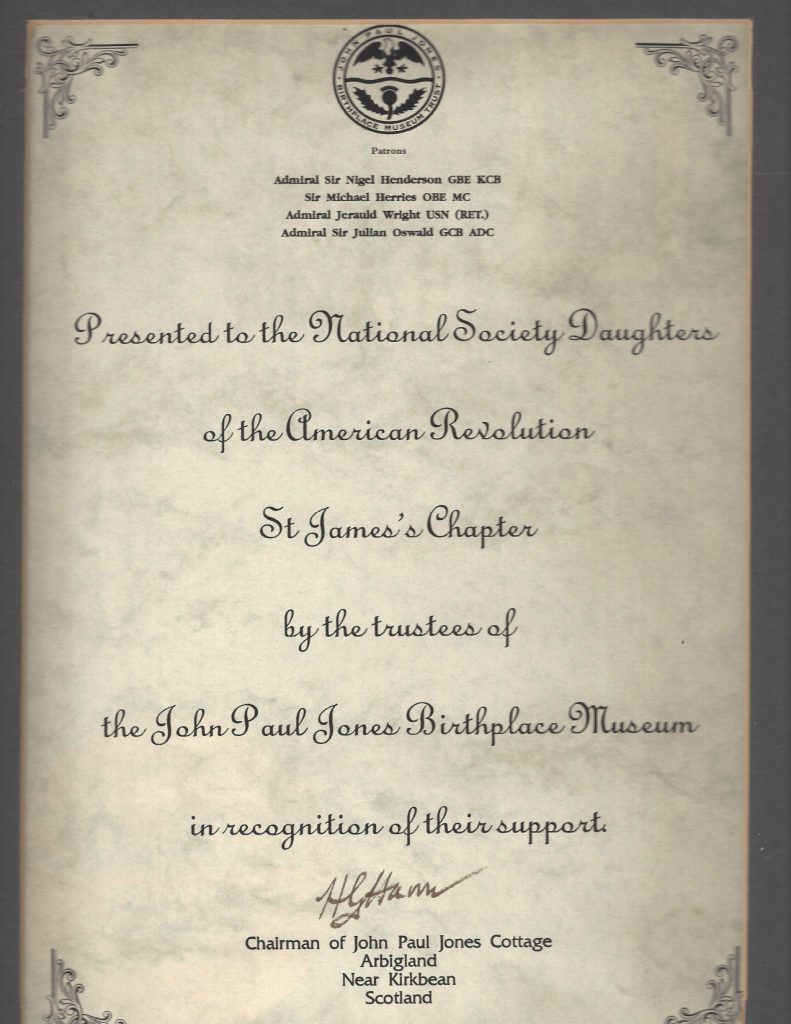 JOHN PAUL JONES
BIRTHPLACE MUSEUM TRUST
Patrons
Admiral Sir Nigel Henderson GBE KCB
Sir Michael Herries OBE MC
Admiral Jerauld Wright USN (RET.)
Admiral Sir Julian Oswald GCB ADC
Presented to the National Society Daughters
of the American Revolution
St James's Chapter
by the trustees of
the John Paul Jones Birthplace Museum
in recognition of their support.
Chairman of John Paul Jones Cottage
Arbigland
Near Kirkbean
Scotland